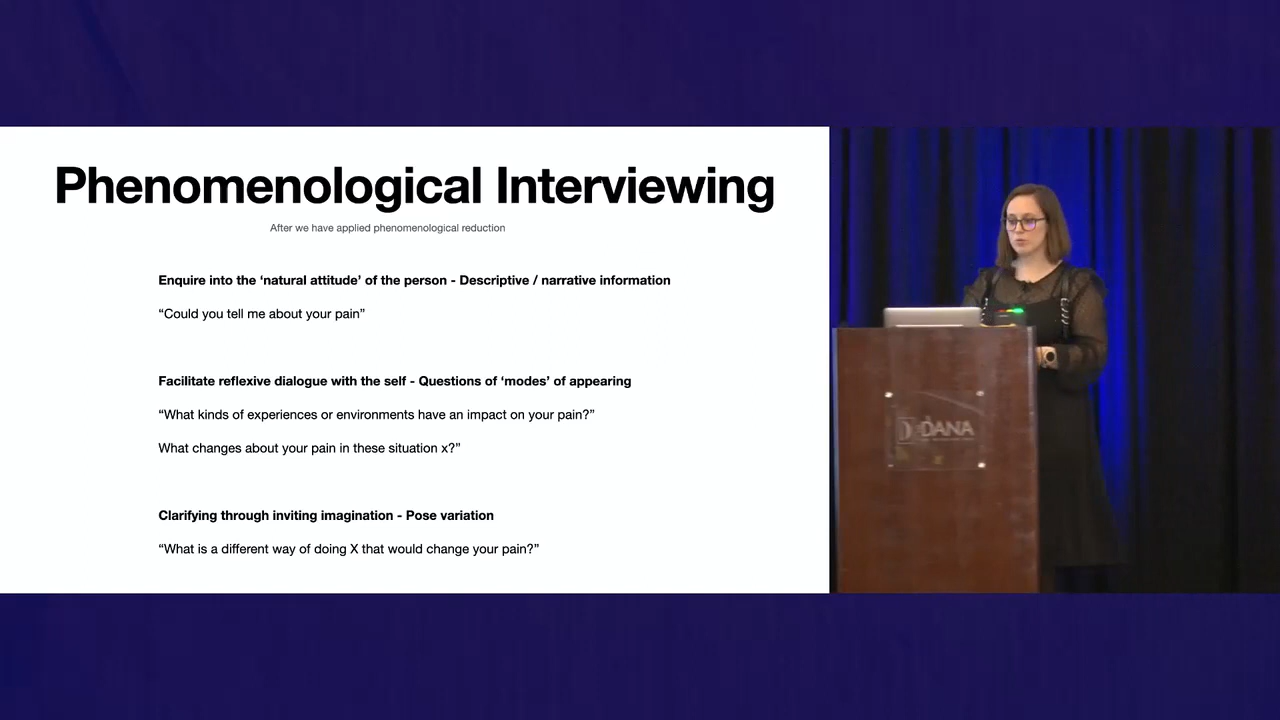 Phenomenological Interviewing
After we have applied phenomenological reduction
Enquire into the ‘natural attitude’ of the person - Descriptive / narrative information
“Could you tell me about your pain”
Facilitate reflexive dialogue with the self - Questions of ‘modes’ of appearing
“What kinds of experiences or environments have an impact on your pain?”
What changes about your pain in these situation x?”
Clarifying through inviting imagination - Pose variation
“What is a different way of doing X that would change your pain?”
DANA